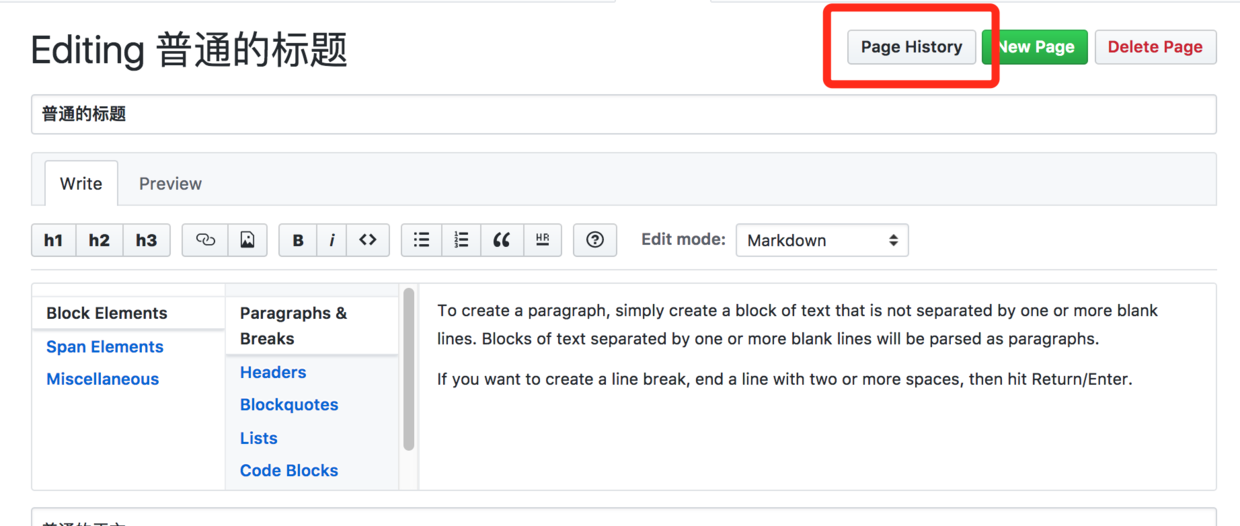 Editing 普通的标题
Page History
New Page
Delete Page
普通的标题
Write
Preview
h1 h2 h3 B i <> HR ? Edit mode: Markdown
Block Elements
Span Elements
Miscellaneous
Paragraphs &
Breaks
Headers
Blockquotes
Lists
Code Blocks
To create a paragraph, simply create a block of text that is not separated by one or more blank
lines. Blocks of text separated by one or more blank lines will be parsed as paragraphs.
If you want to create a line break, end a line with two or more spaces, then hit Return/Enter.